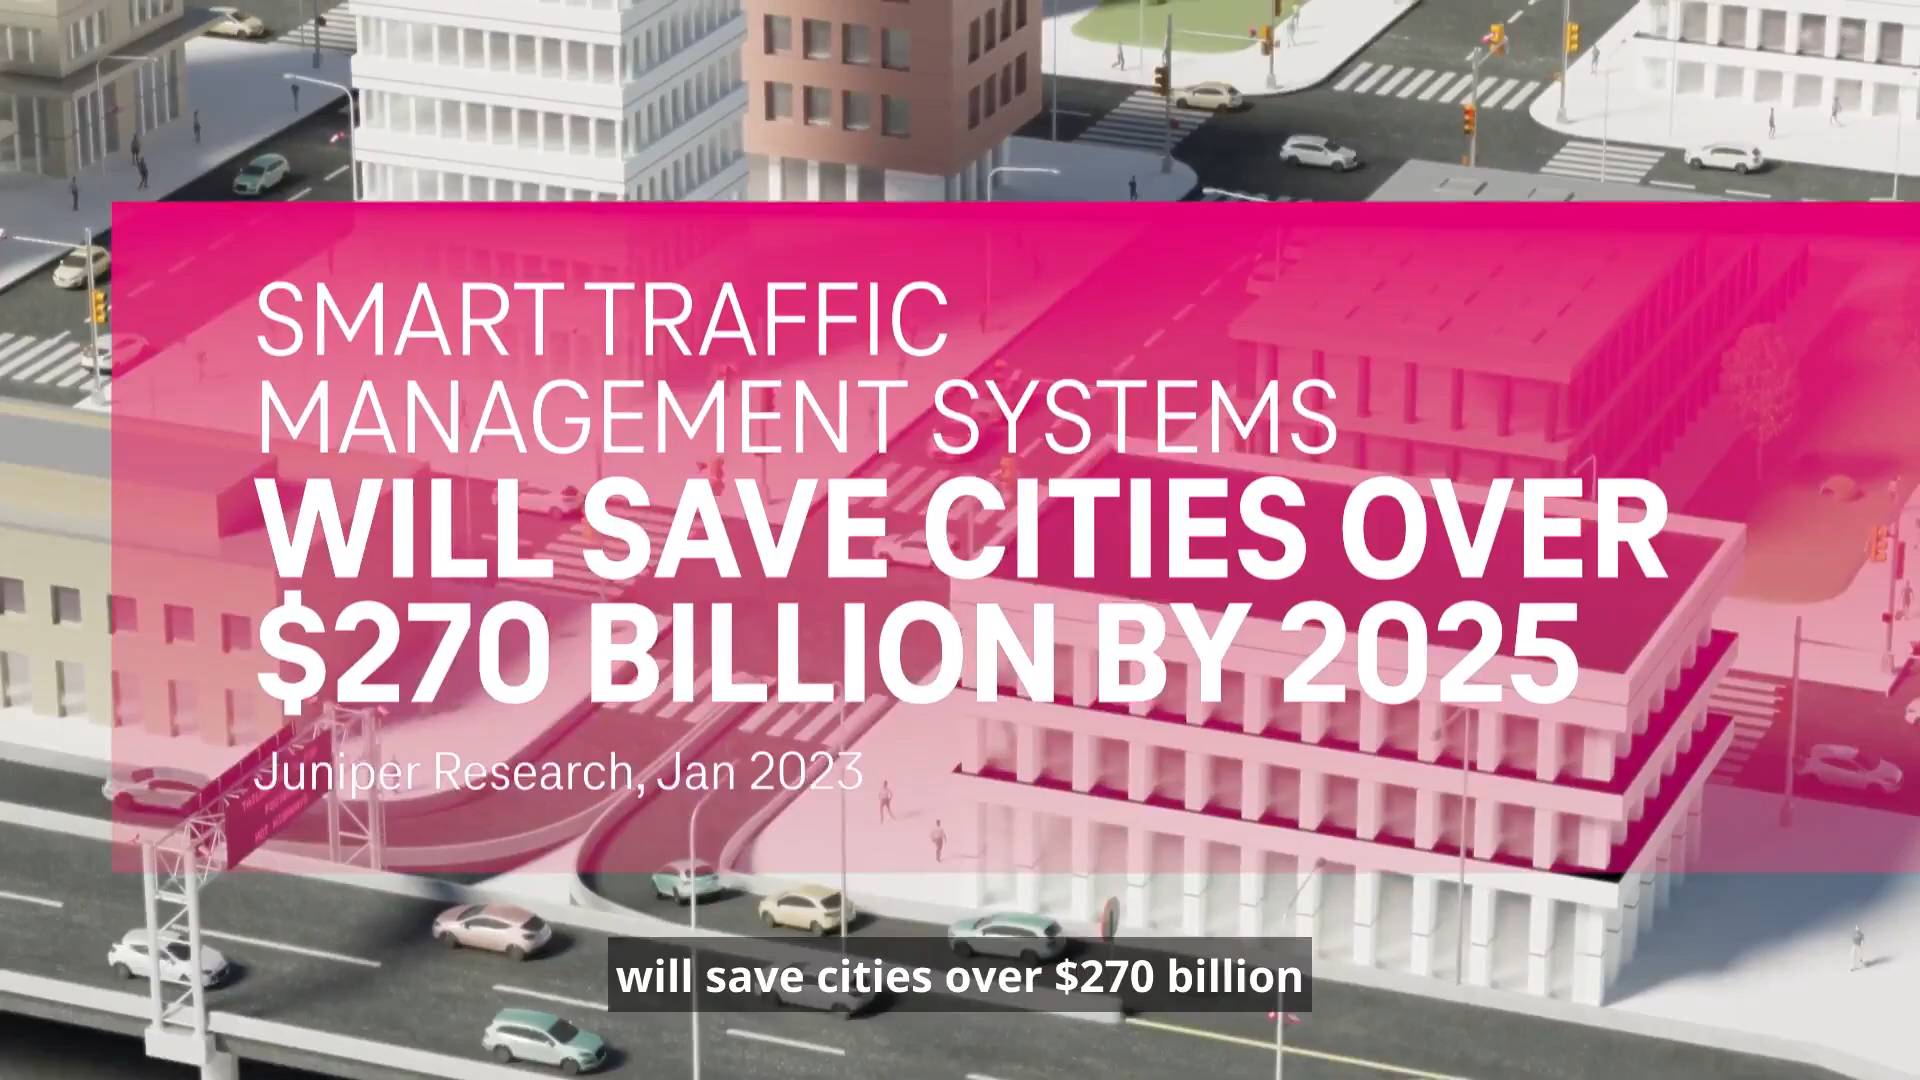 SMART TRAFFIC
MANAGEMENT SYSTEMS
WILL SAVE CITIES OVER
$270 BILLION BY 2025
Juniper Research, Jan 2023
will save cities over $270 billion